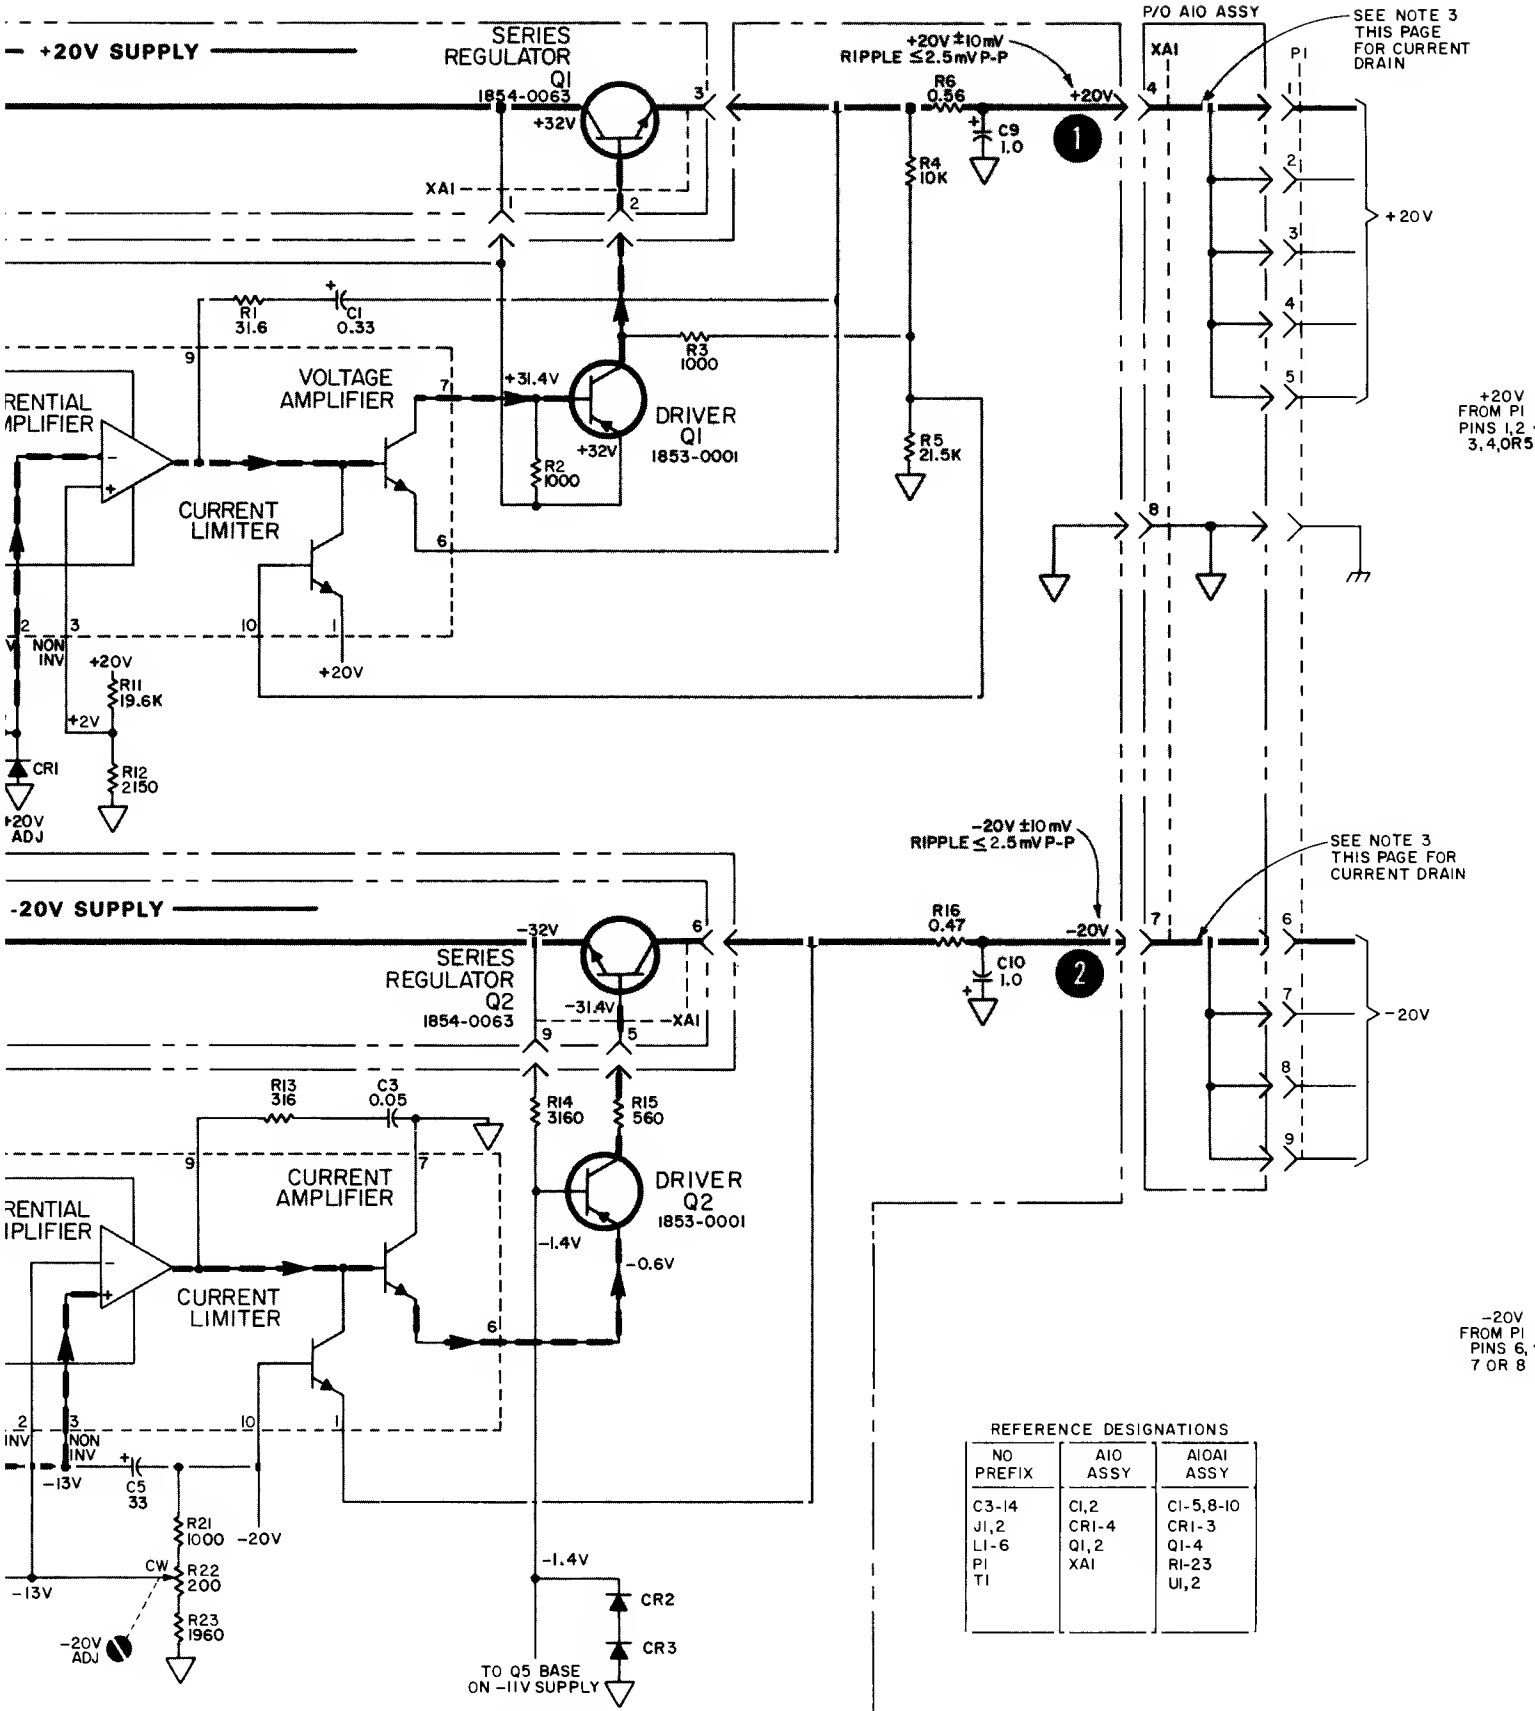 P/O A10 ASSY
+20V SUPPLY
SERIES
REGULATOR
Q1
1854-0063
+32V
3
XA1
1
2
+20V ±10mV
RIPPLE ≤2.5mV P-P
R6
0.56
+20V
+
C9
1.0
1
R4
10K
4
XA1
P1
SEE NOTE 3
THIS PAGE
FOR CURRENT
DRAIN
1
2
3
4
5
+20V
R1
31.6
+
C1
0.33
9
R3
1000
VOLTAGE
AMPLIFIER
7
+31.4V
DRIVER
Q1
1853-0001
+32V
R2
1000
R5
21.5K
+20V
FROM P1
PINS 1,2
3,4,OR5
RENTIAL
MPLIFIER
-
+
CURRENT
LIMITER
6
8
2
3
NON
INV
10
1
+20V
+20V
R11
19.6K
+2V
R12
2150
CR1
+20V
ADJ
-20V ±10mV
RIPPLE ≤ 2.5mV P-P
SEE NOTE 3
THIS PAGE FOR
CURRENT DRAIN
-20V SUPPLY
-32V
6
SERIES
REGULATOR
Q2
1854-0063
-31.4V
XA1
9
5
R16
0.47
-20V
C10
1.0
+
2
7
6
7
8
9
-20V
R13
316
C3
0.05
R14
3160
R15
560
9
7
CURRENT
AMPLIFIER
DRIVER
Q2
1853-0001
-1.4V
-0.6V
RENTIAL
IPLIFIER
-
+
CURRENT
LIMITER
6
-20V
FROM P1
PINS 6,
7 OR 8
2
INV
3
NON
INV
10
1
-13V
+
C5
33
R21
1000
-20V
CW
R22
200
-13V
R23
1960
-20V
ADJ
-1.4V
CR2
CR3
TO Q5 BASE
ON -11V SUPPLY
REFERENCE DESIGNATIONS
NO
PREFIX
A10
ASSY
A10A1
ASSY
C3-14
C1,2
C1-5,8-10
J1,2
CR1-4
CR1-3
L1-6
Q1,2
Q1-4
P1
XA1
R1-23
T1
U1,2